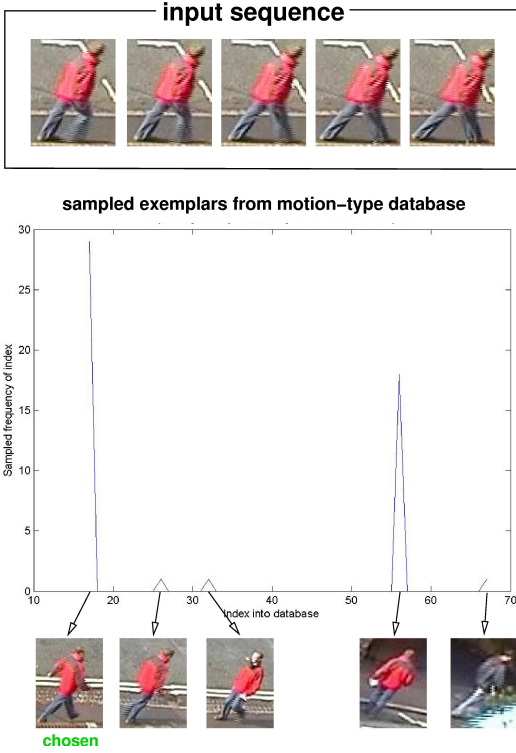 input sequence
sampled exemplars from motion-type database
30
25
20
15
10
5
0
Sampled frequency of index
10 20 30 40 50 60 70
Index into database
chosen